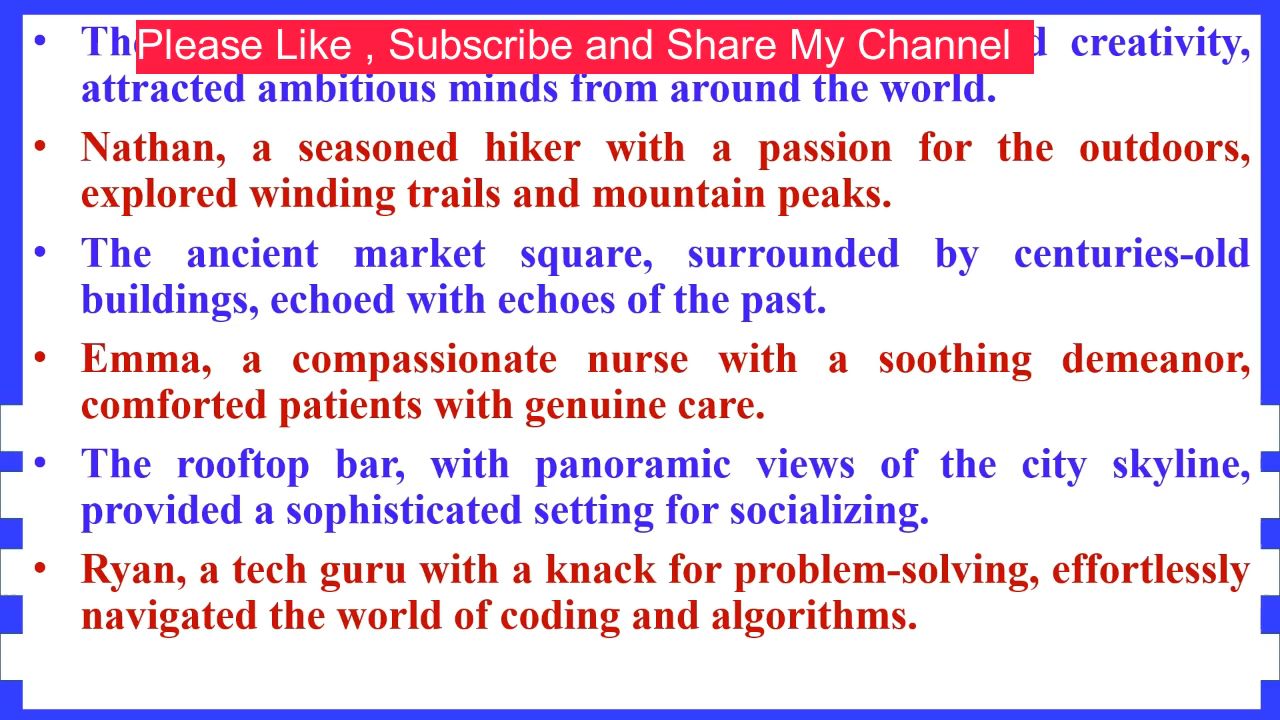 Please Like , Subscribe and Share My Channel
• creativity,
attracted ambitious minds from around the world.
• Nathan, a seasoned hiker with a passion for the outdoors,
explored winding trails and mountain peaks.
• The ancient market square, surrounded by centuries-old
buildings, echoed with echoes of the past.
• Emma, a compassionate nurse with a soothing demeanor,
comforted patients with genuine care.
• The rooftop bar, with panoramic views of the city skyline,
provided a sophisticated setting for socializing.
• Ryan, a tech guru with a knack for problem-solving, effortlessly
navigated the world of coding and algorithms.